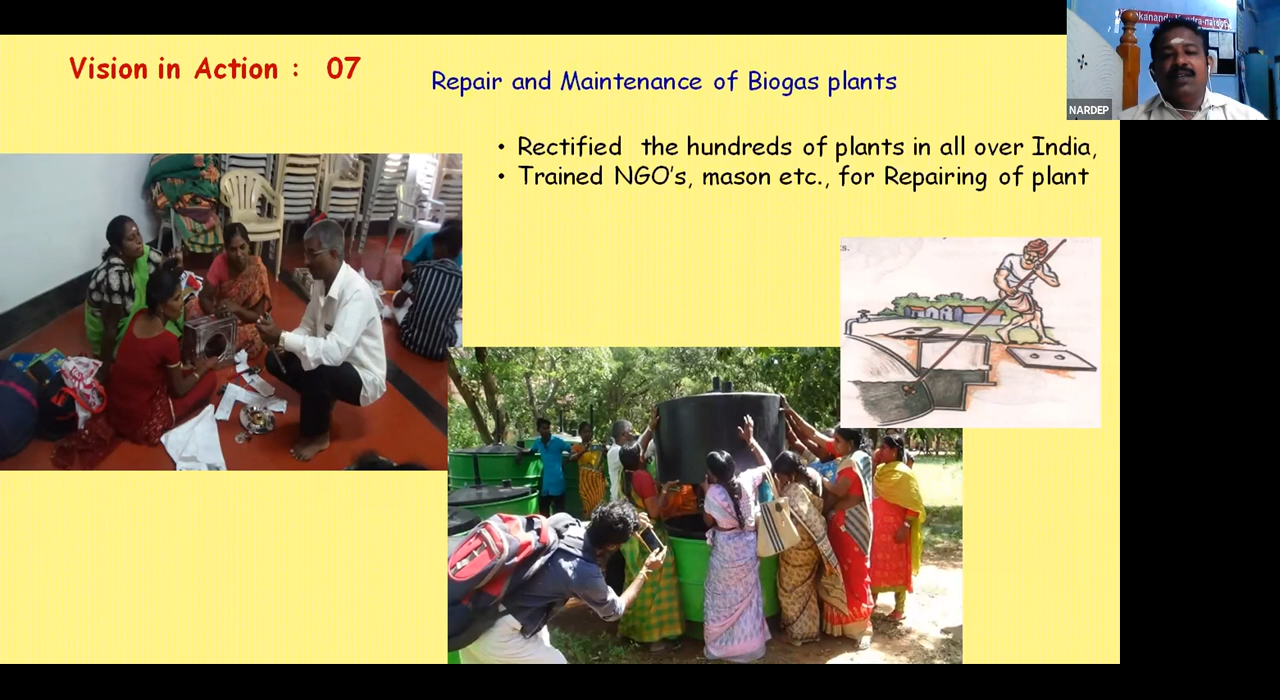 Vision in Action : 07
Repair and Maintenance of Biogas plants
• Rectified the hundreds of plants in all over India,
• Trained NGO's, mason etc., for Repairing of plant
s.
NARDEP